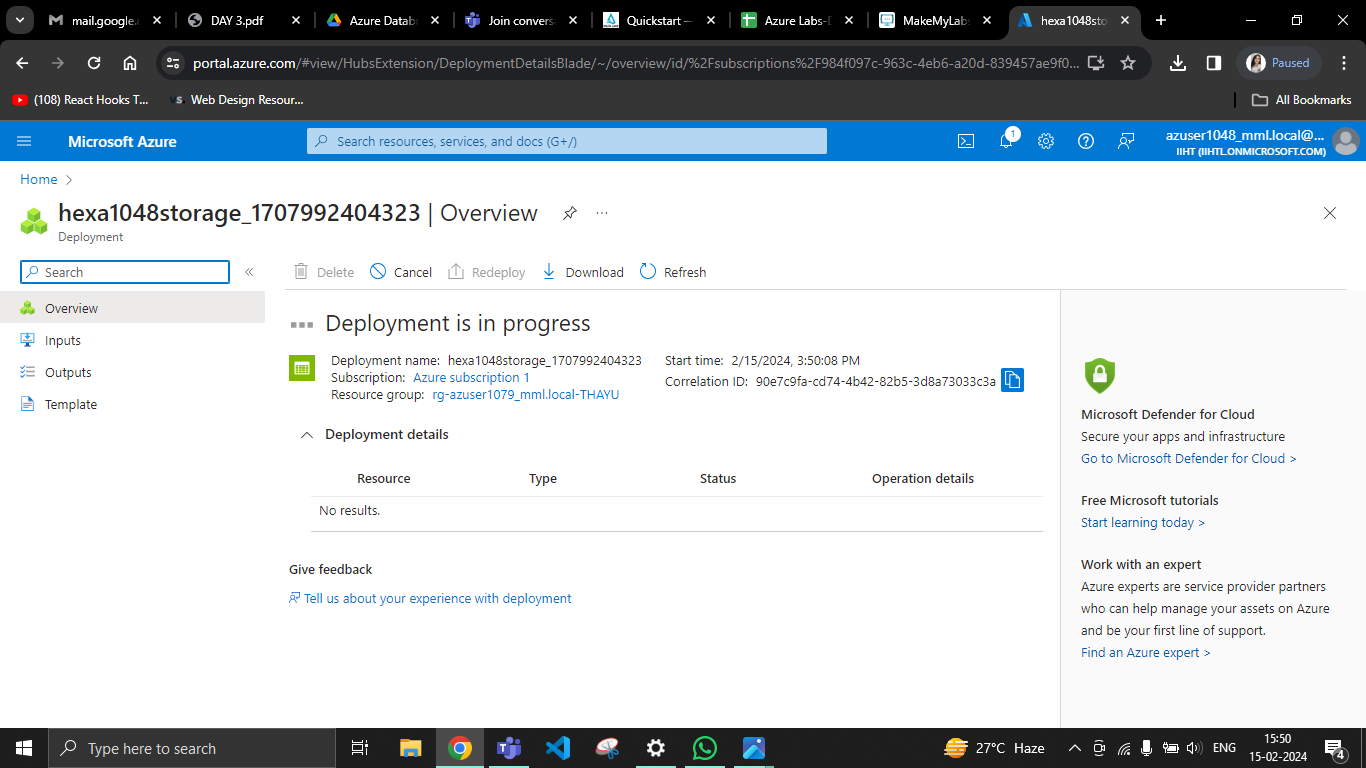 mail.google.c
DAY 3.pdf
Azure Datab
Join convers
Quickstart —
Azure Labs-D
MakeMyLab
hexa1048sto
portal.azure.com/#view/HubsExtension/DeploymentDetailsBlade/~/overview/id/%2Fsubscriptions%2F984f097c-963c-4eb6-a20d-839457ae9f0...
Paused
(108) React Hooks T...
VS Web Design Resour...
All Bookmarks
Microsoft Azure
Search resources, services, and docs (G+/)
1
azuser1048_mml.local@...
IIHT (IIHTL.ONMICROSOFT.COM)
Home
hexa1048storage_1707992404323 | Overview
...
Deployment
Search
Delete
Cancel
Redeploy
Download
Refresh
Overview
Inputs
Outputs
Template
Deployment is in progress
Deployment name: hexa1048storage_1707992404323
Subscription: Azure subscription 1
Resource group: rg-azuser1079_mml.local-THAYU
Start time: 2/15/2024, 3:50:08 PM
Correlation ID: 90e7c9fa-cd74-4b42-82b5-3d8a73033c3a
Deployment details
Resource Type Status Operation details
No results.
Give feedback
Tell us about your experience with deployment
Microsoft Defender for Cloud
Secure your apps and infrastructure
Go to Microsoft Defender for Cloud >
Free Microsoft tutorials
Start learning today >
Work with an expert
Azure experts are service provider partners
who can help manage your assets on Azure
and be your first line of support.
Find an Azure expert >
Type here to search
27°C Haze
ENG
15:50
15-02-2024
4